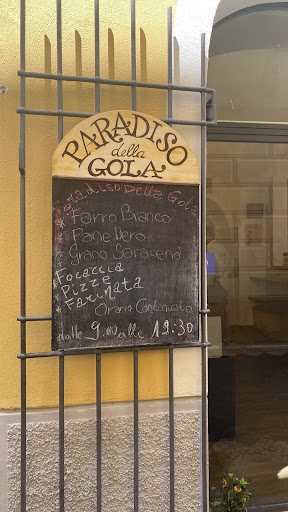 PARADISO
della
GOLA
Paradiso Della Gola
* Farro Bianco
* Pane Nero
* Grano Saraceno
* Focaccia
* Pizze
* Farinata
Orario Continuato
dalle 9.00 alle 19:30